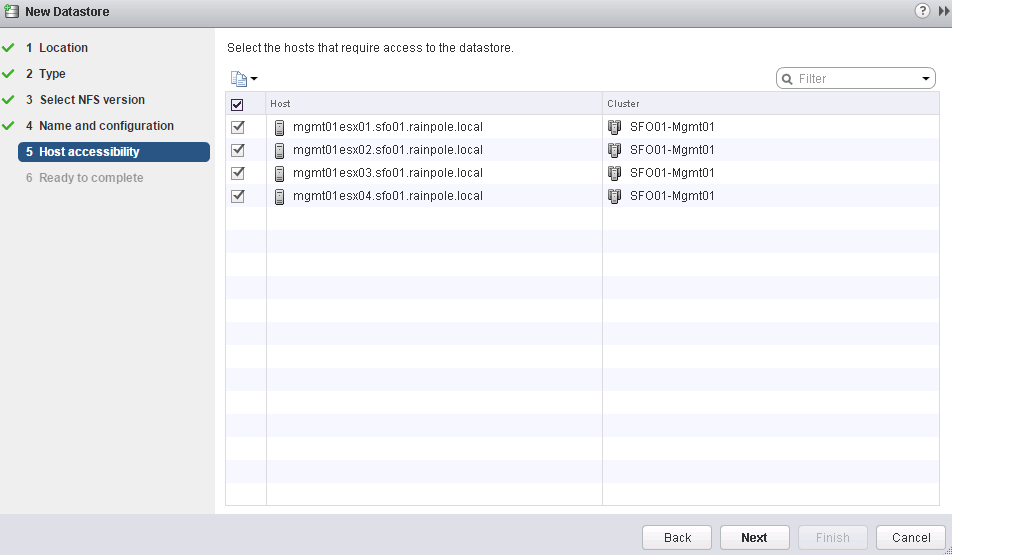 New Datastore
1 Location
2 Type
3 Select NFS version
4 Name and configuration
5 Host accessibility
6 Ready to complete
Select the hosts that require access to the datastore.
Filter
Host Cluster
mgmt01esx01.sfo01.rainpole.local SFO01-Mgmt01
mgmt01esx02.sfo01.rainpole.local SFO01-Mgmt01
mgmt01esx03.sfo01.rainpole.local SFO01-Mgmt01
mgmt01esx04.sfo01.rainpole.local SFO01-Mgmt01
Back Next Finish Cancel